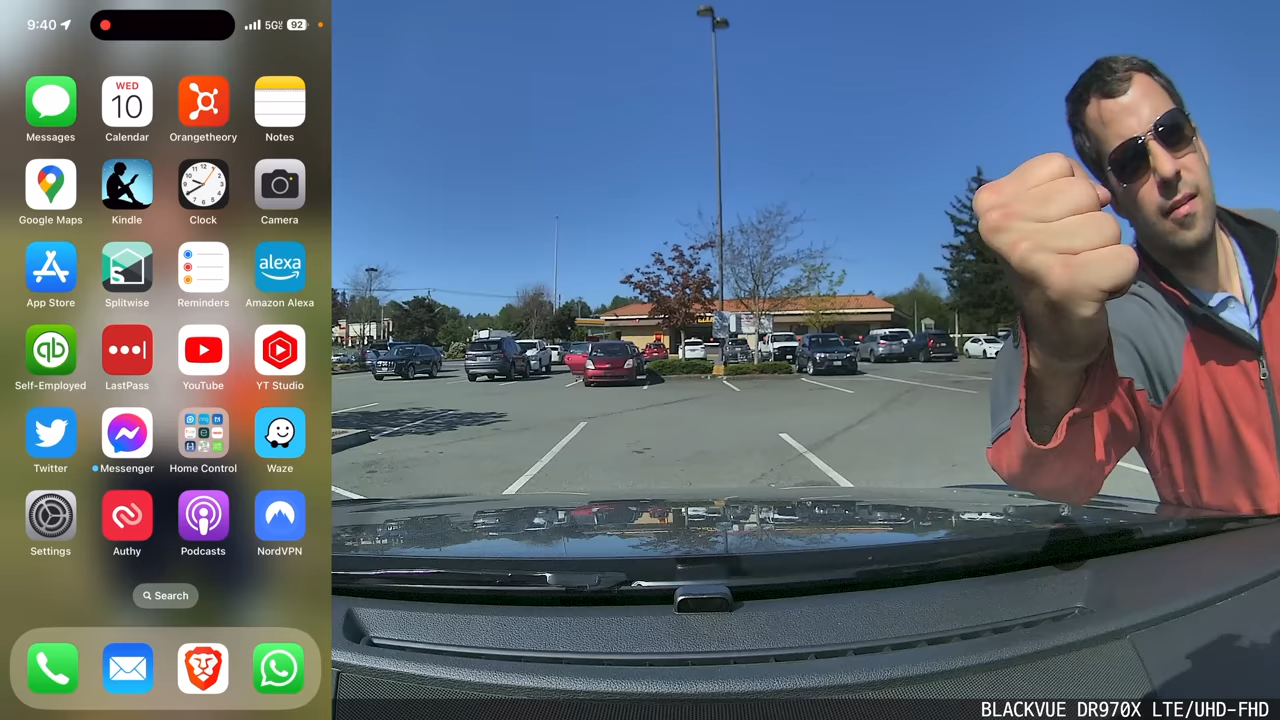 9:40
5G
92
WED
10
Messages
Calendar
Orangetheory
Notes
Google Maps
Kindle
Clock
Camera
App Store
Splitwise
Reminders
alexa
Amazon Alexa
qb
Self-Employed
LastPass
YouTube
YT Studio
Twitter
Messenger
Home Control
Waze
Settings
Authy
Podcasts
NordVPN
Search
BLACKVUE DR970X LTE/UHD-FHD